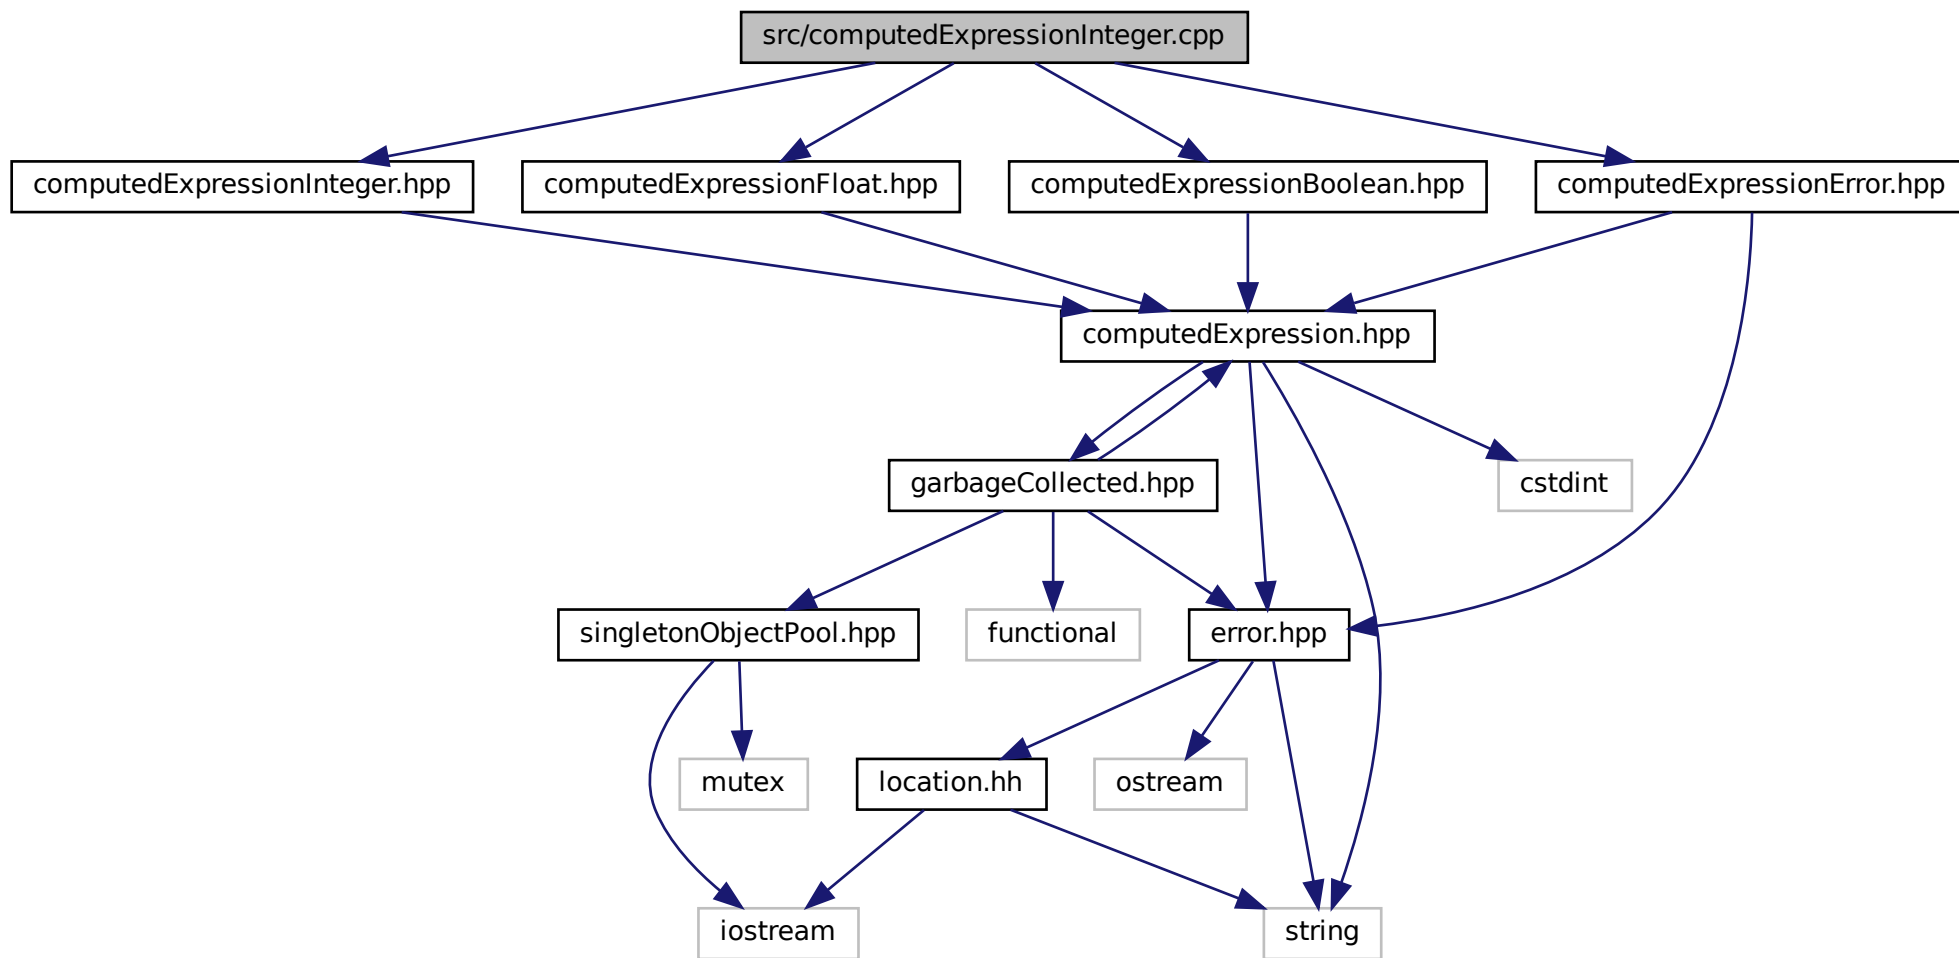 src/computedExpressionInteger.cpp
computedExpressionInteger.hpp
computedExpressionFloat.hpp
computedExpressionBoolean.hpp
computedExpressionError.hpp
computedExpression.hpp
garbageCollected.hpp
cstdint
singletonObjectPool.hpp
functional
error.hpp
mutex
location.hh
ostream
iostream
string